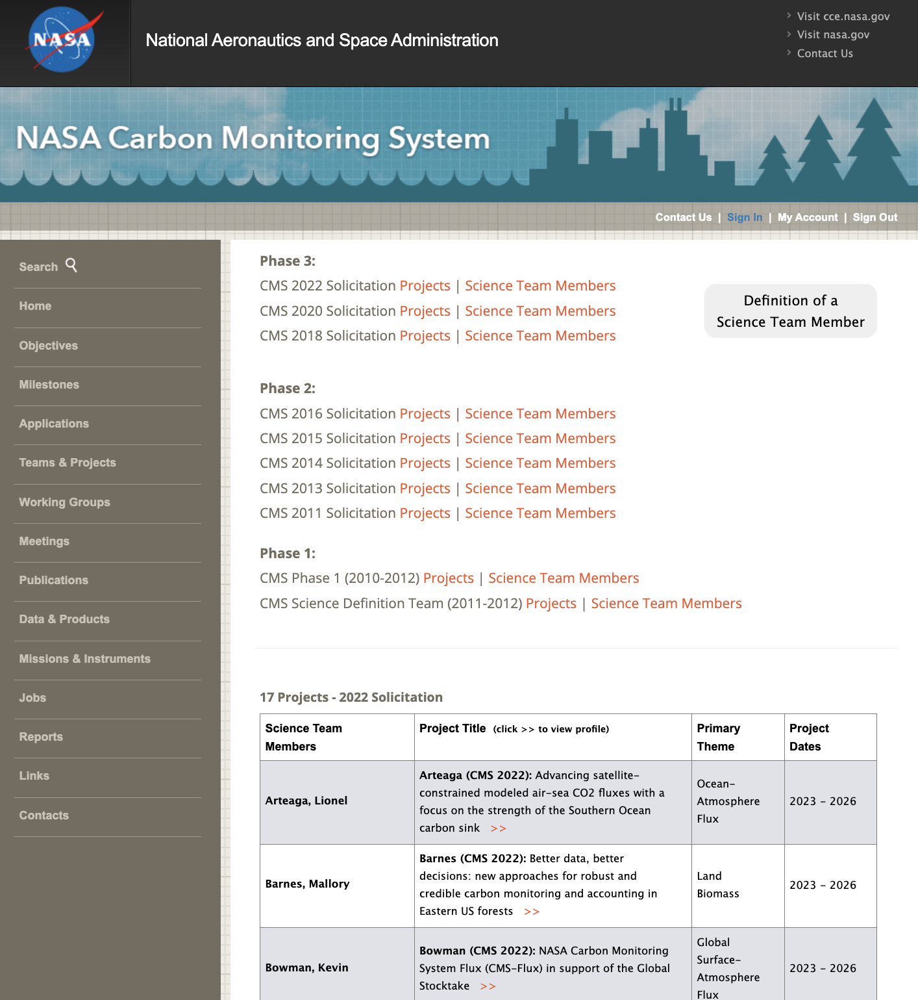 NASA
National Aeronautics and Space Administration
Visit cce.nasa.gov
Visit nasa.gov
Contact Us
NASA Carbon Monitoring System
Contact Us | Sign In | My Account | Sign Out
Search
Home
Objectives
Milestones
Applications
Teams & Projects
Working Groups
Meetings
Publications
Data & Products
Missions & Instruments
Jobs
Reports
Links
Contacts
Phase 3:
CMS 2022 Solicitation Projects | Science Team Members
CMS 2020 Solicitation Projects | Science Team Members
CMS 2018 Solicitation Projects | Science Team Members
Definition of a
Science Team Member
Phase 2:
CMS 2016 Solicitation Projects | Science Team Members
CMS 2015 Solicitation Projects | Science Team Members
CMS 2014 Solicitation Projects | Science Team Members
CMS 2013 Solicitation Projects | Science Team Members
CMS 2011 Solicitation Projects | Science Team Members
Phase 1:
CMS Phase 1 (2010-2012) Projects | Science Team Members
CMS Science Definition Team (2011-2012) Projects | Science Team Members
17 Projects - 2022 Solicitation
Science Team
Members
Project Title (click >> to view profile)
Primary
Theme
Project
Dates
Arteaga, Lionel
Arteaga (CMS 2022): Advancing satellite-
constrained modeled air-sea CO2 fluxes with a
focus on the strength of the Southern Ocean
carbon sink >>
Ocean-
Atmosphere
Flux
2023 - 2026
Barnes, Mallory
Barnes (CMS 2022): Better data, better
decisions: new approaches for robust and
credible carbon monitoring and accounting in
Eastern US forests >>
Land
Biomass
2023 - 2026
Bowman, Kevin
Bowman (CMS 2022): NASA Carbon Monitoring
System Flux (CMS-Flux) in support of the Global
Stocktake >>
Global
Surface-
Atmosphere
Flux
2023 - 2026